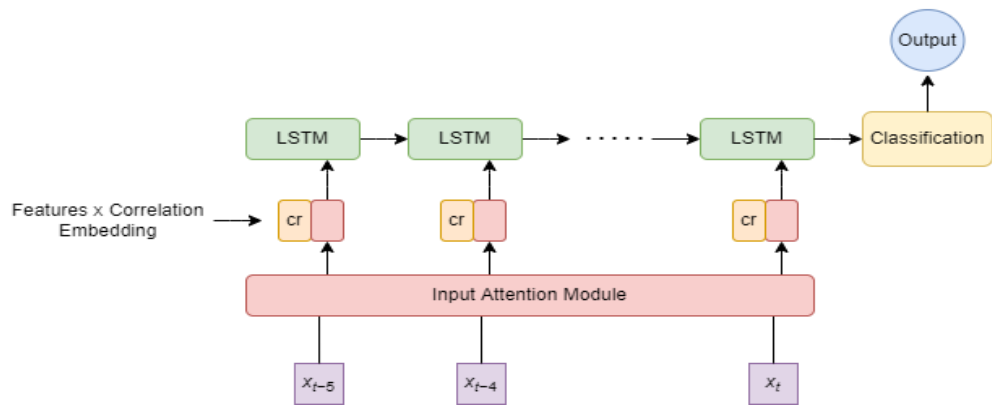 Output
LSTM
LSTM
.....
LSTM
Classification
Features x Correlation
Embedding
cr
cr
cr
Input Attention Module
x_{t-5}
x_{t-4}
x_t